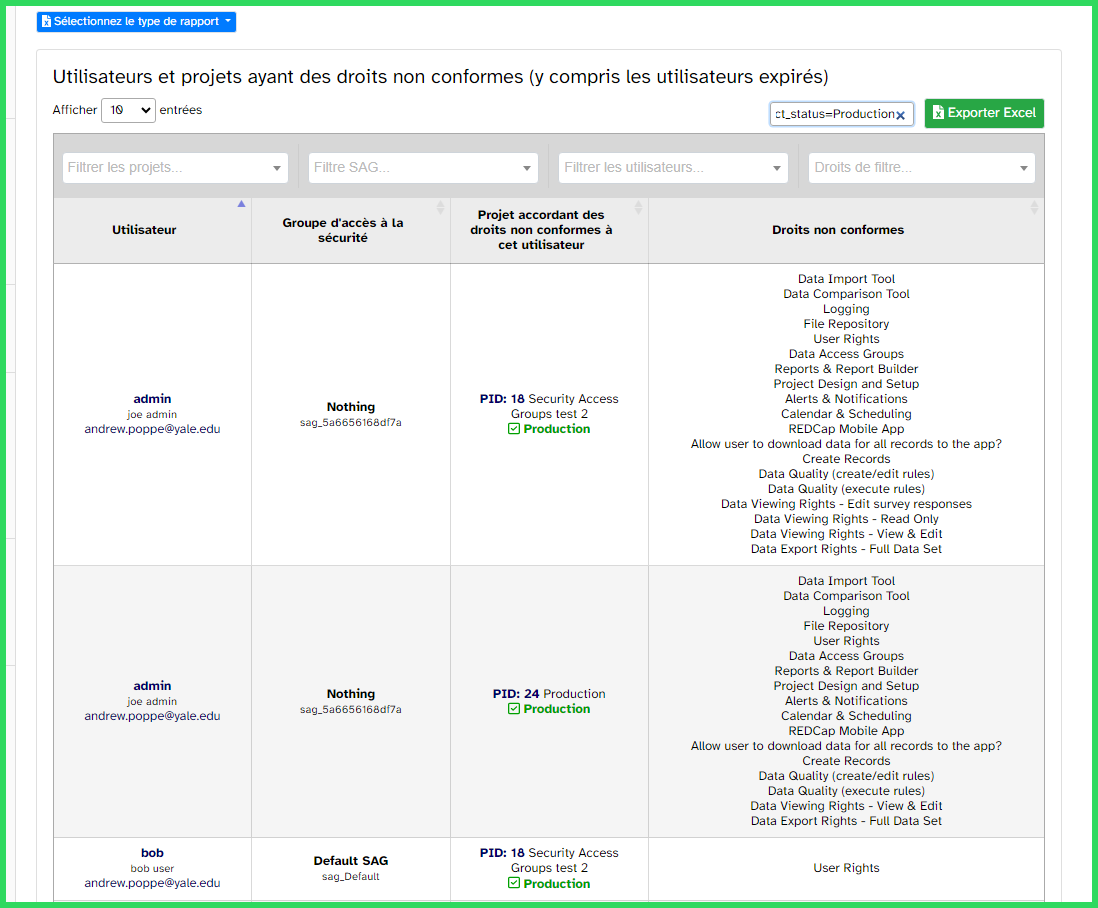 Sélectionnez le type de rapport
Utilisateurs et projets ayant des droits non conformes (y compris les utilisateurs expirés)
Afficher 10 entrées
ct_status=Production
Exporter Excel
Filtrer les projets...
Filtre SAG...
Filtrer les utilisateurs...
Droits de filtre...
Utilisateur
Groupe d'accès à la
sécurité
Projet accordant des
droits non conformes à
cet utilisateur
Droits non conformes
admin
joe admin
andrew.poppe@yale.edu
Nothing
sag_5a6656168df7a
PID: 18 Security Access
Groups test 2
Production
Data Import Tool
Data Comparison Tool
Logging
File Repository
User Rights
Data Access Groups
Reports & Report Builder
Project Design and Setup
Alerts & Notifications
Calendar & Scheduling
REDCap Mobile App
Allow user to download data for all records to the app?
Create Records
Data Quality (create/edit rules)
Data Quality (execute rules)
Data Viewing Rights - Edit survey responses
Data Viewing Rights - Read Only
Data Viewing Rights - View & Edit
Data Export Rights - Full Data Set
admin
joe admin
andrew.poppe@yale.edu
Nothing
sag_5a6656168df7a
PID: 24 Production
Production
Data Import Tool
Data Comparison Tool
Logging
File Repository
User Rights
Data Access Groups
Reports & Report Builder
Project Design and Setup
Alerts & Notifications
Calendar & Scheduling
REDCap Mobile App
Allow user to download data for all records to the app?
Create Records
Data Quality (create/edit rules)
Data Quality (execute rules)
Data Viewing Rights - View & Edit
Data Export Rights - Full Data Set
bob
bob user
andrew.poppe@yale.edu
Default SAG
sag_Default
PID: 18 Security Access
Groups test 2
Production
User Rights